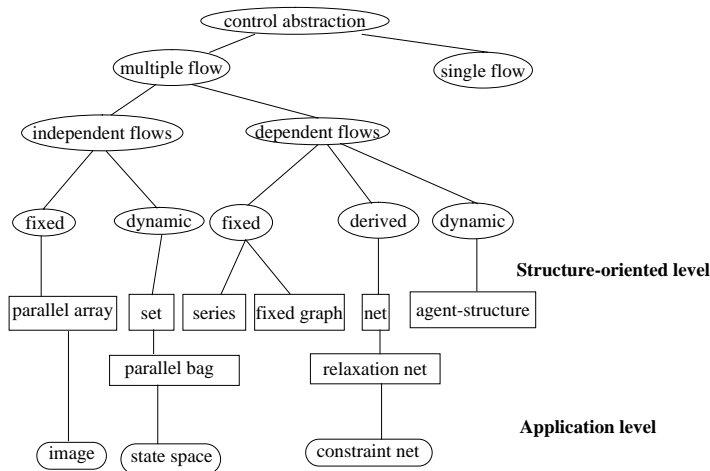 control abstraction
multiple flow
single flow
independent flows
dependent flows
fixed
dynamic
fixed
derived
dynamic
Structure-oriented level
parallel array
set
series
fixed graph
net
agent-structure
parallel bag
relaxation net
Application level
image
state space
constraint net